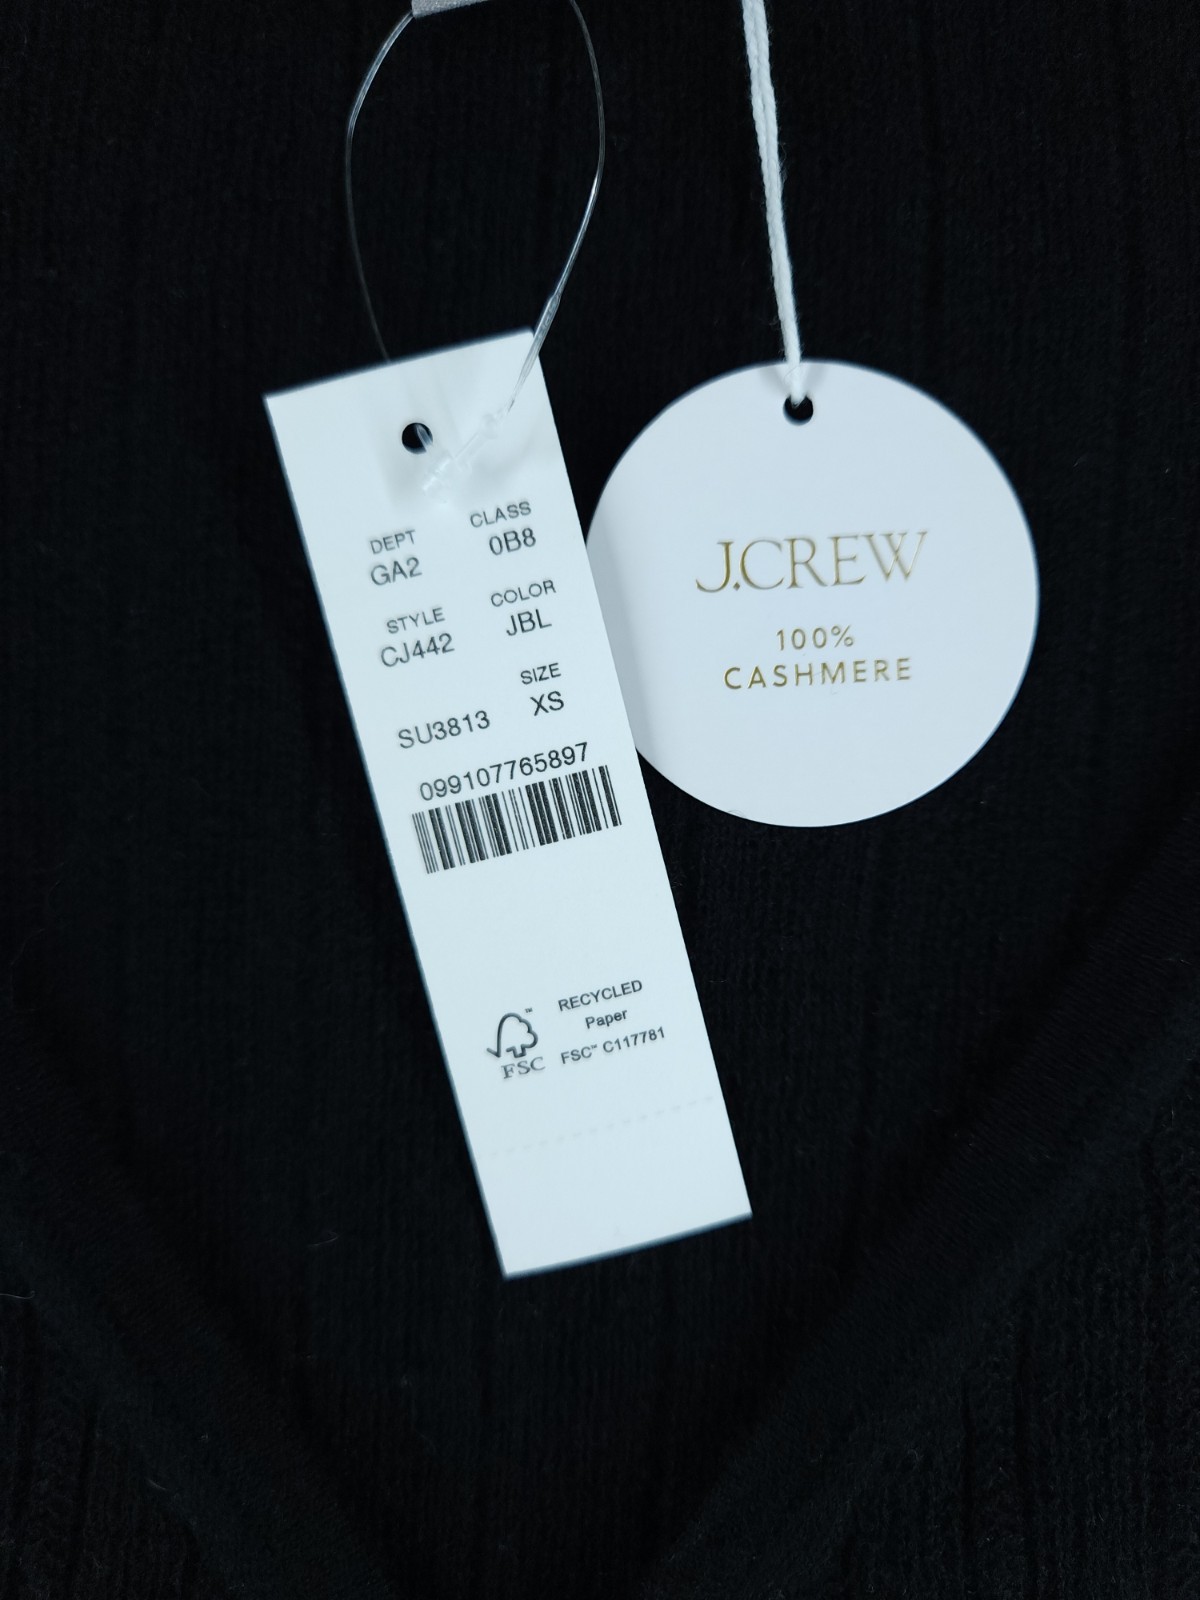 DEPT CLASS
GA2 0B8
STYLE COLOR
CJ442 JBL
SIZE
SU3813 XS
099107765897
RECYCLED
Paper
FSC™ C117781
™
FSC
J.CREW
100%
CASHMERE